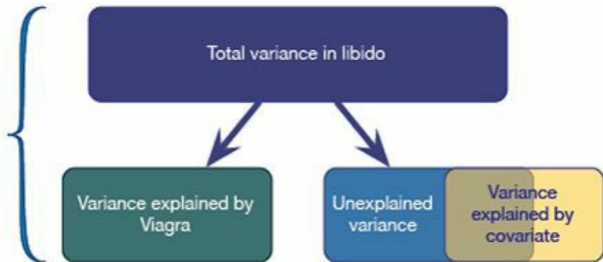 Total variance in libido
Variance explained by
Viagra
Unexplained
variance
Variance
explained by
covariate